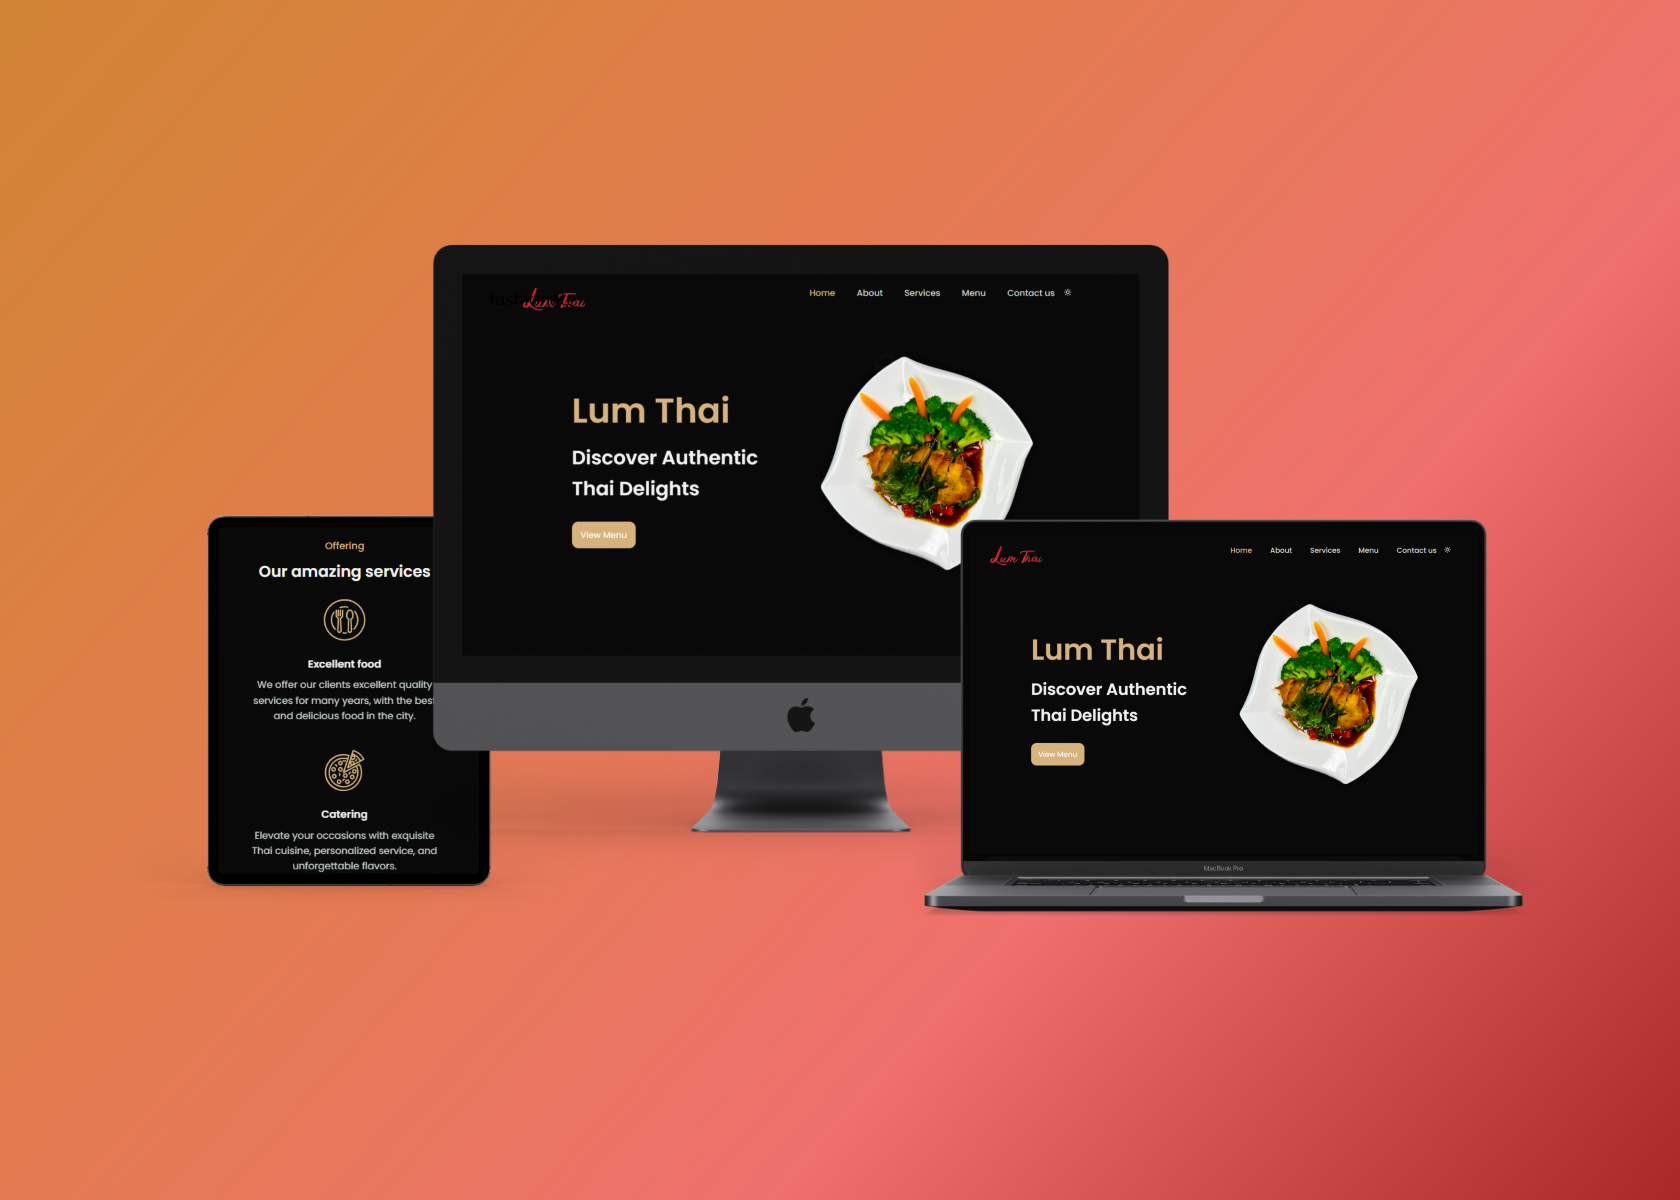 fash
Lum Thai
Home About Services Menu Contact us
Lum Thai
Discover Authentic
Thai Delights
View Menu
Offering
Our amazing services
Excellent food
We offer our clients excellent quality
services for many years, with the best
and delicious food in the city.
Catering
Elevate your occasions with exquisite
Thai cuisine, personalized service, and
unforgettable flavors.
Lum Thai
Home About Services Menu Contact us
Lum Thai
Discover Authentic
Thai Delights
View Menu
MacBook Pro